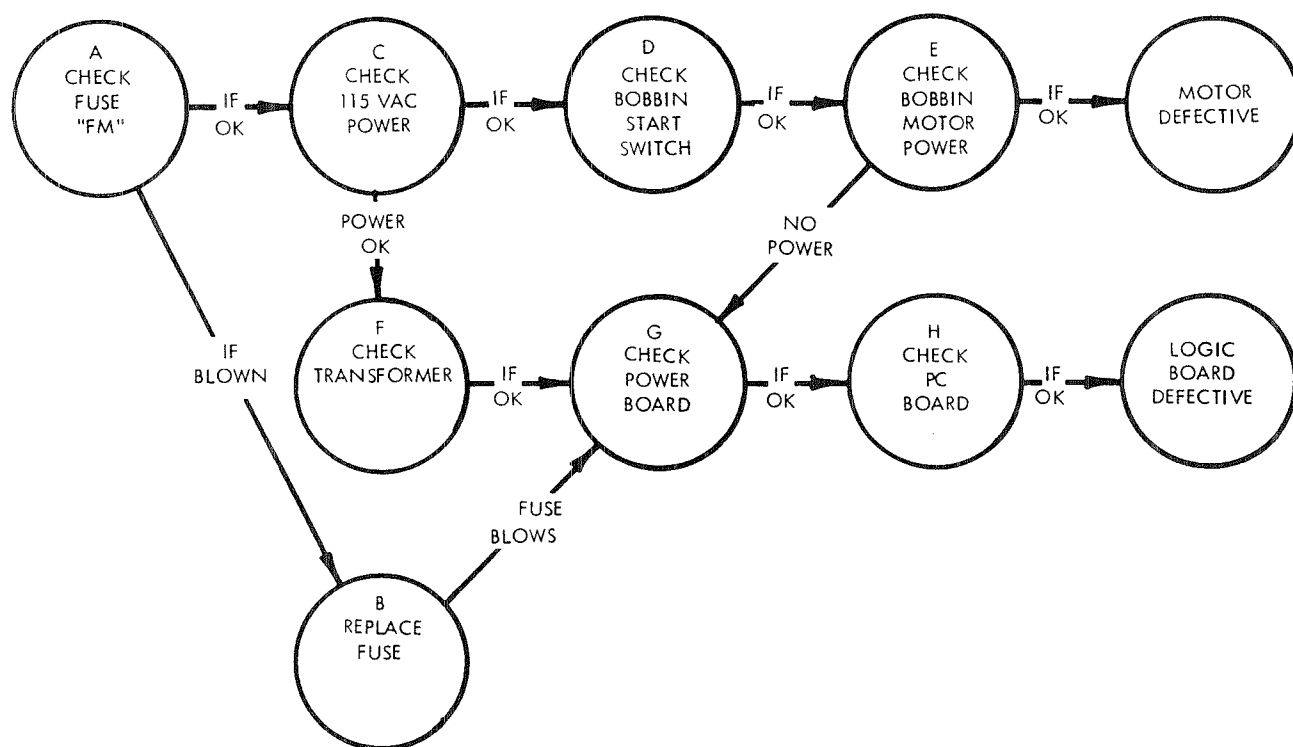 A
CHECK
FUSE
"FM"
IF
OK
C
CHECK
115 VAC
POWER
IF
OK
D
CHECK
BOBBIN
START
SWITCH
IF
OK
E
CHECK
BOBBIN
MOTOR
POWER
IF
OK
MOTOR
DEFECTIVE
POWER
OK
NO
POWER
IF
BLOWN
F
CHECK
TRANSFORMER
IF
OK
G
CHECK
POWER
BOARD
IF
OK
H
CHECK
PC
BOARD
IF
OK
LOGIC
BOARD
DEFECTIVE
FUSE
BLOWS
B
REPLACE
FUSE